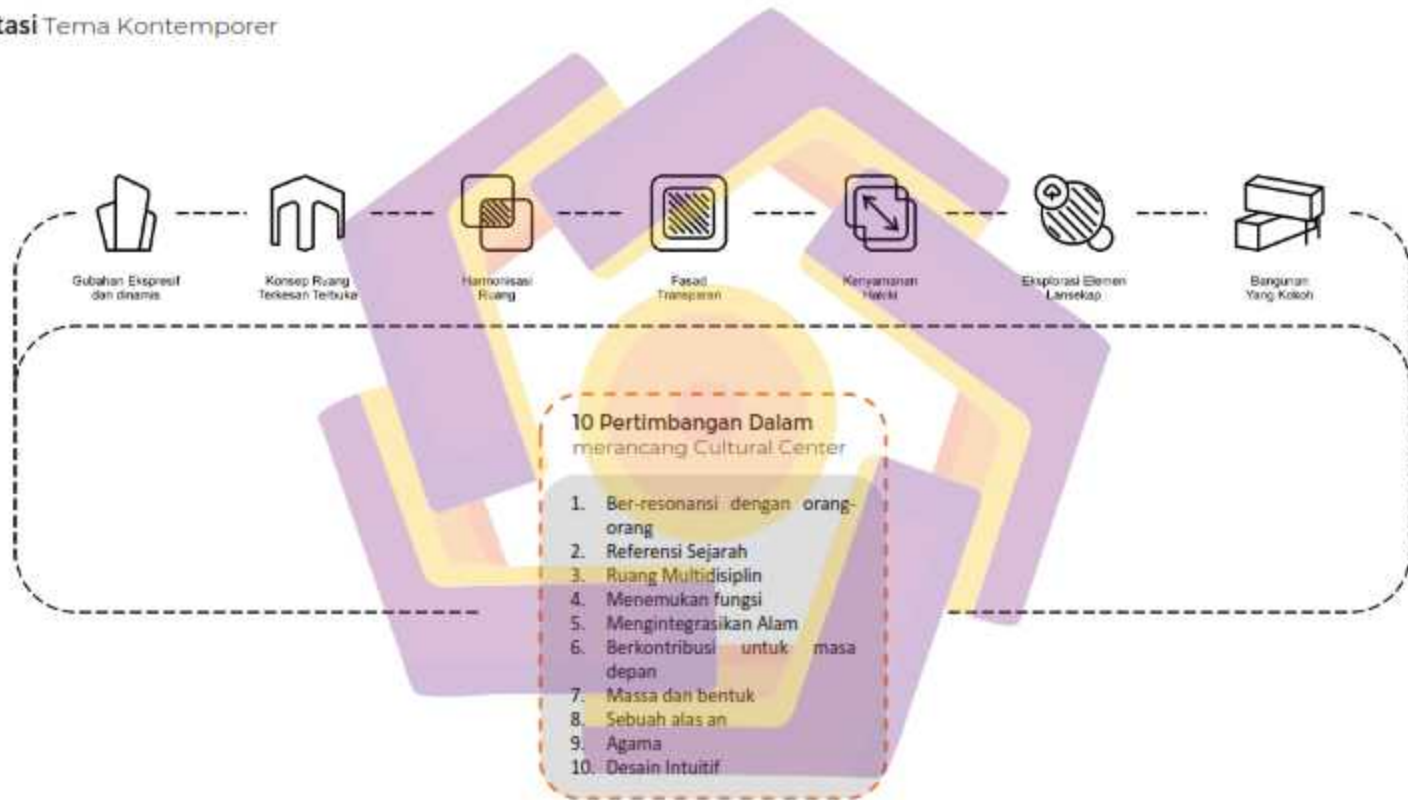 tasi Tema Kontemporer
Gubahan Ekspresif
dan dinamis
Konsep Ruang
Terkesan Terbuka
Harmonisasi
Ruang
Fasad
Transparan
Kenyamanan
Hakiki
Eksplorasi Elemen
Lansekap
Bangunan
Yang Kokoh
10 Pertimbangan Dalam
merancang Cultural Center
1. Ber-resonansi dengan orang-
orang
2. Referensi Sejarah
3. Ruang Multidisiplin
4. Menemukan fungsi
5. Mengintegrasikan Alam
6. Berkontribusi untuk masa
depan
7. Massa dan bentuk
8. Sebuah alas an
9. Agama
10. Desain Intuitif